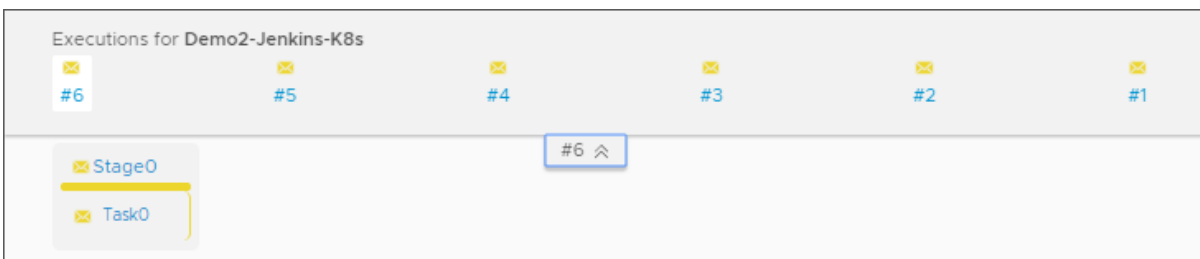 Executions for Demo2-Jenkins-K8s
#6 #5 #4 #3 #2 #1
#6
Stage0
Task0